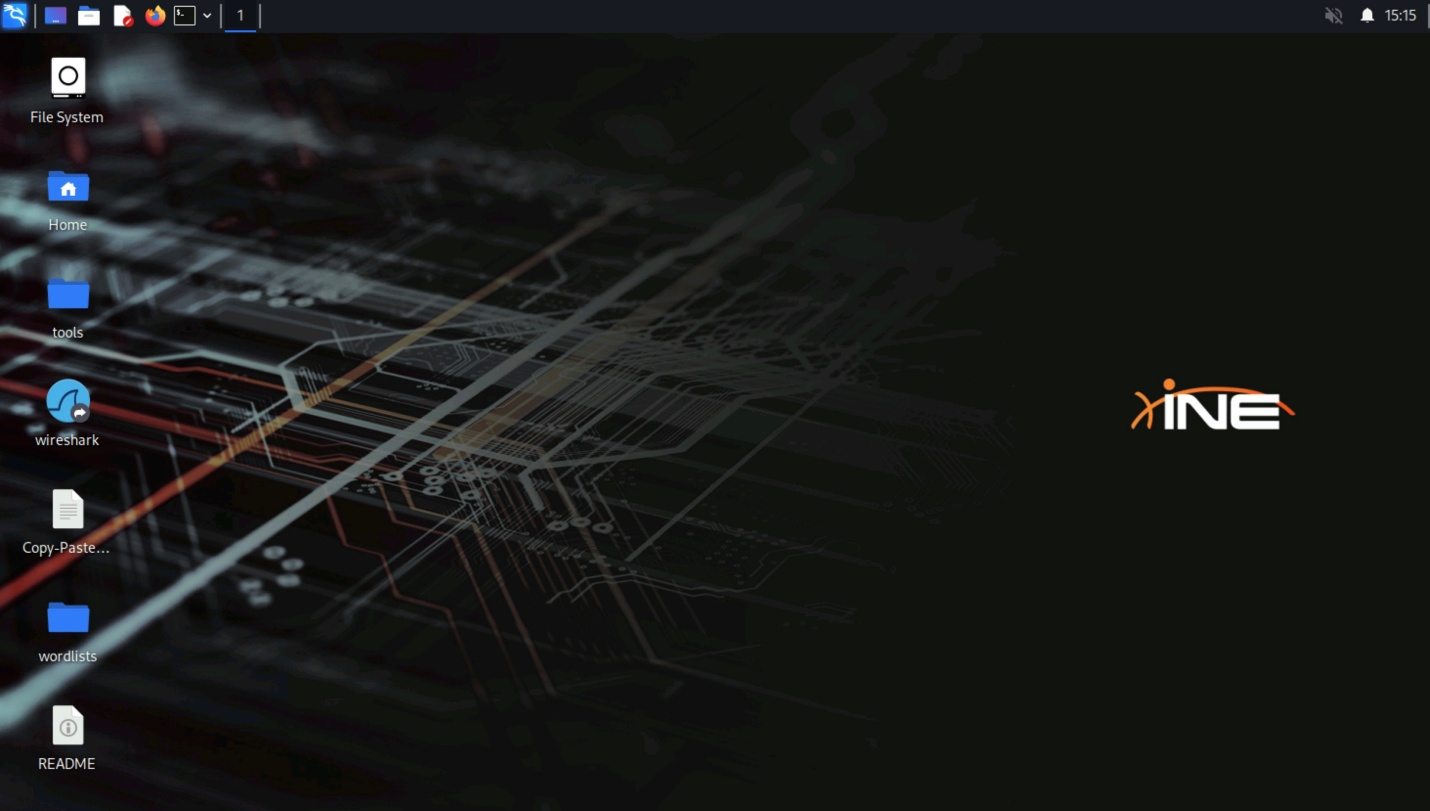 1
15:15
File System
Home
tools
wireshark
Copy-Paste...
wordlists
README
INE